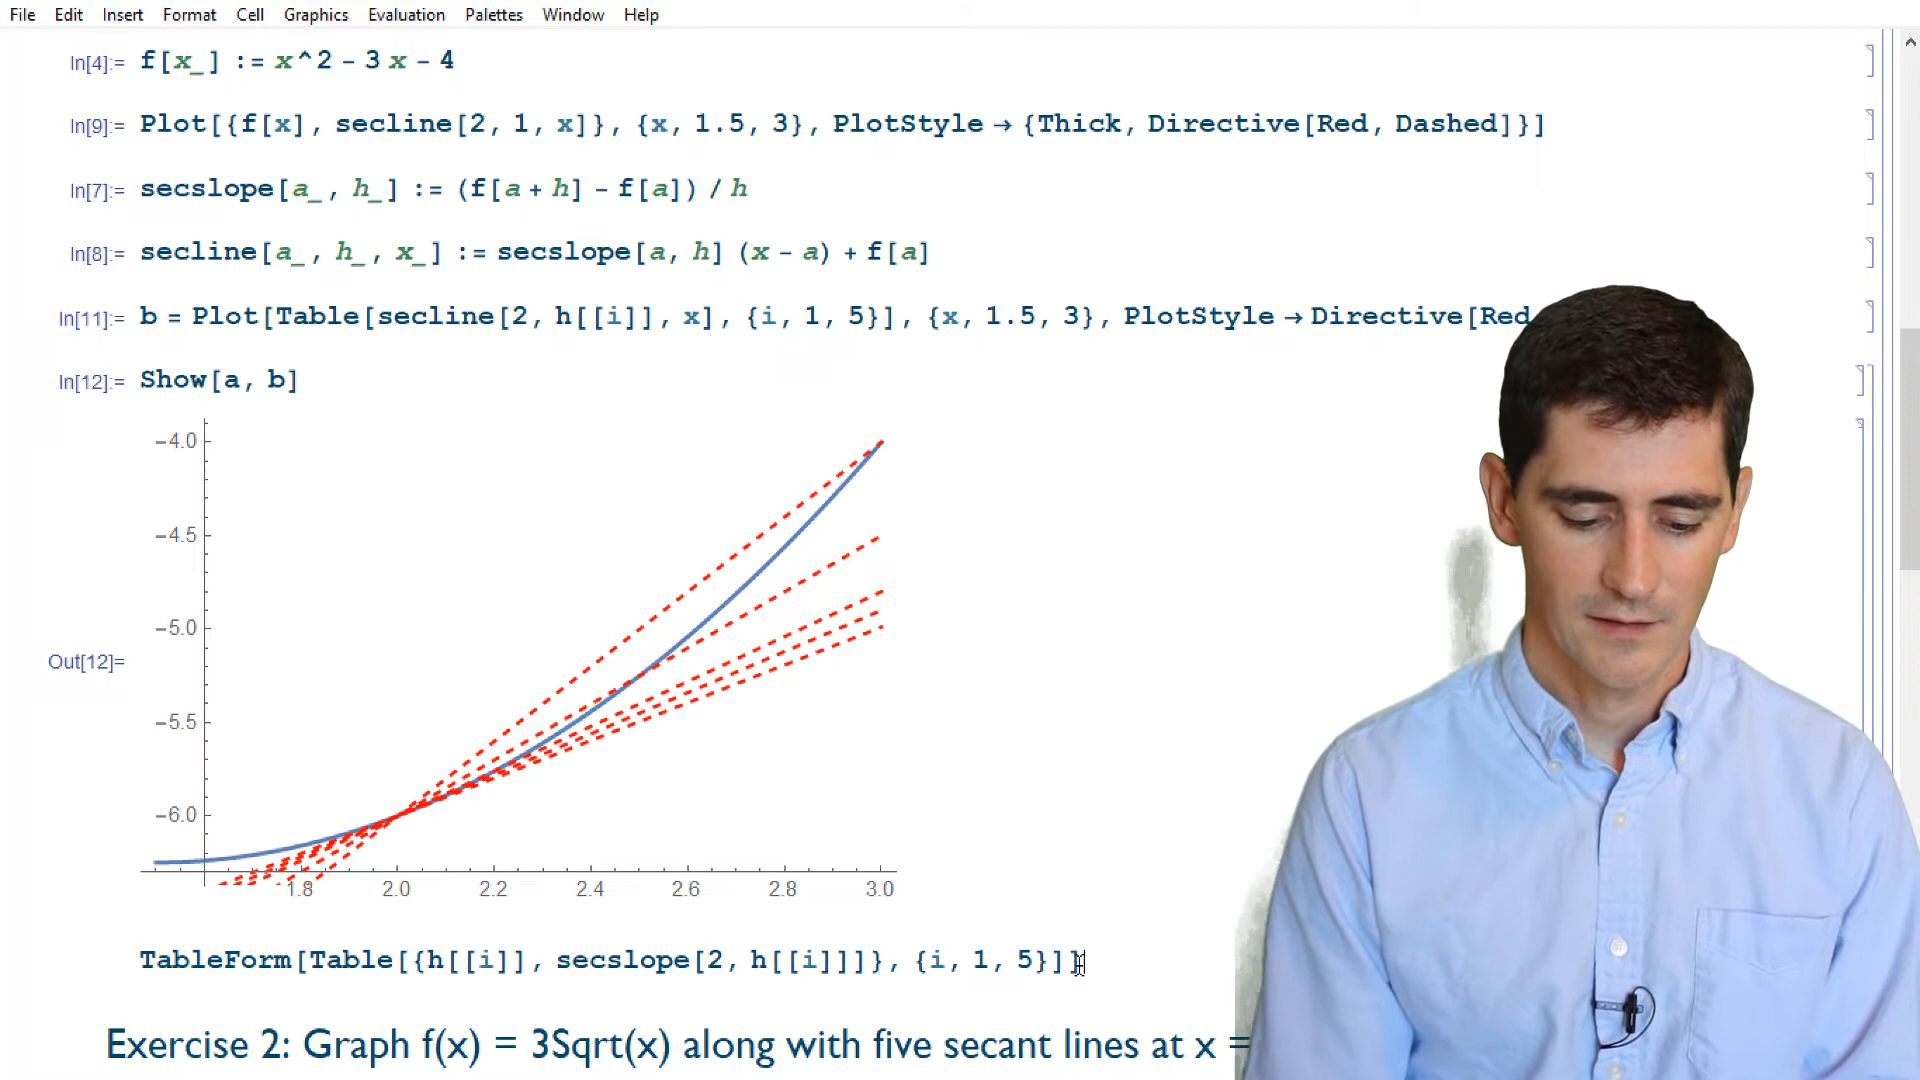 File Edit Insert Format Cell Graphics Evaluation Palettes Window Help
In[4]:= f[x_] := x^2 - 3 x - 4
In[9]:= Plot[{f[x], secline[2, 1, x]}, {x, 1.5, 3}, PlotStyle → {Thick, Directive[Red, Dashed]}]
In[7]:= secslope[a_, h_] := (f[a + h] - f[a]) / h
In[8]:= secline[a_, h_, x_] := secslope[a, h] (x - a) + f[a]
In[11]:= b = Plot[Table[secline[2, h[[i]], x], {i, 1, 5}], {x, 1.5, 3}, PlotStyle → Directive[Red
In[12]:= Show[a, b]
-4.0
-4.5
-5.0
Out[12]=
-5.5
-6.0
1.8 2.0 2.2 2.4 2.6 2.8 3.0
TableForm[Table[{h[[i]], secslope[2, h[[i]]]}, {i, 1, 5}]]
Exercise 2: Graph f(x) = 3Sqrt(x) along with five secant lines at x =